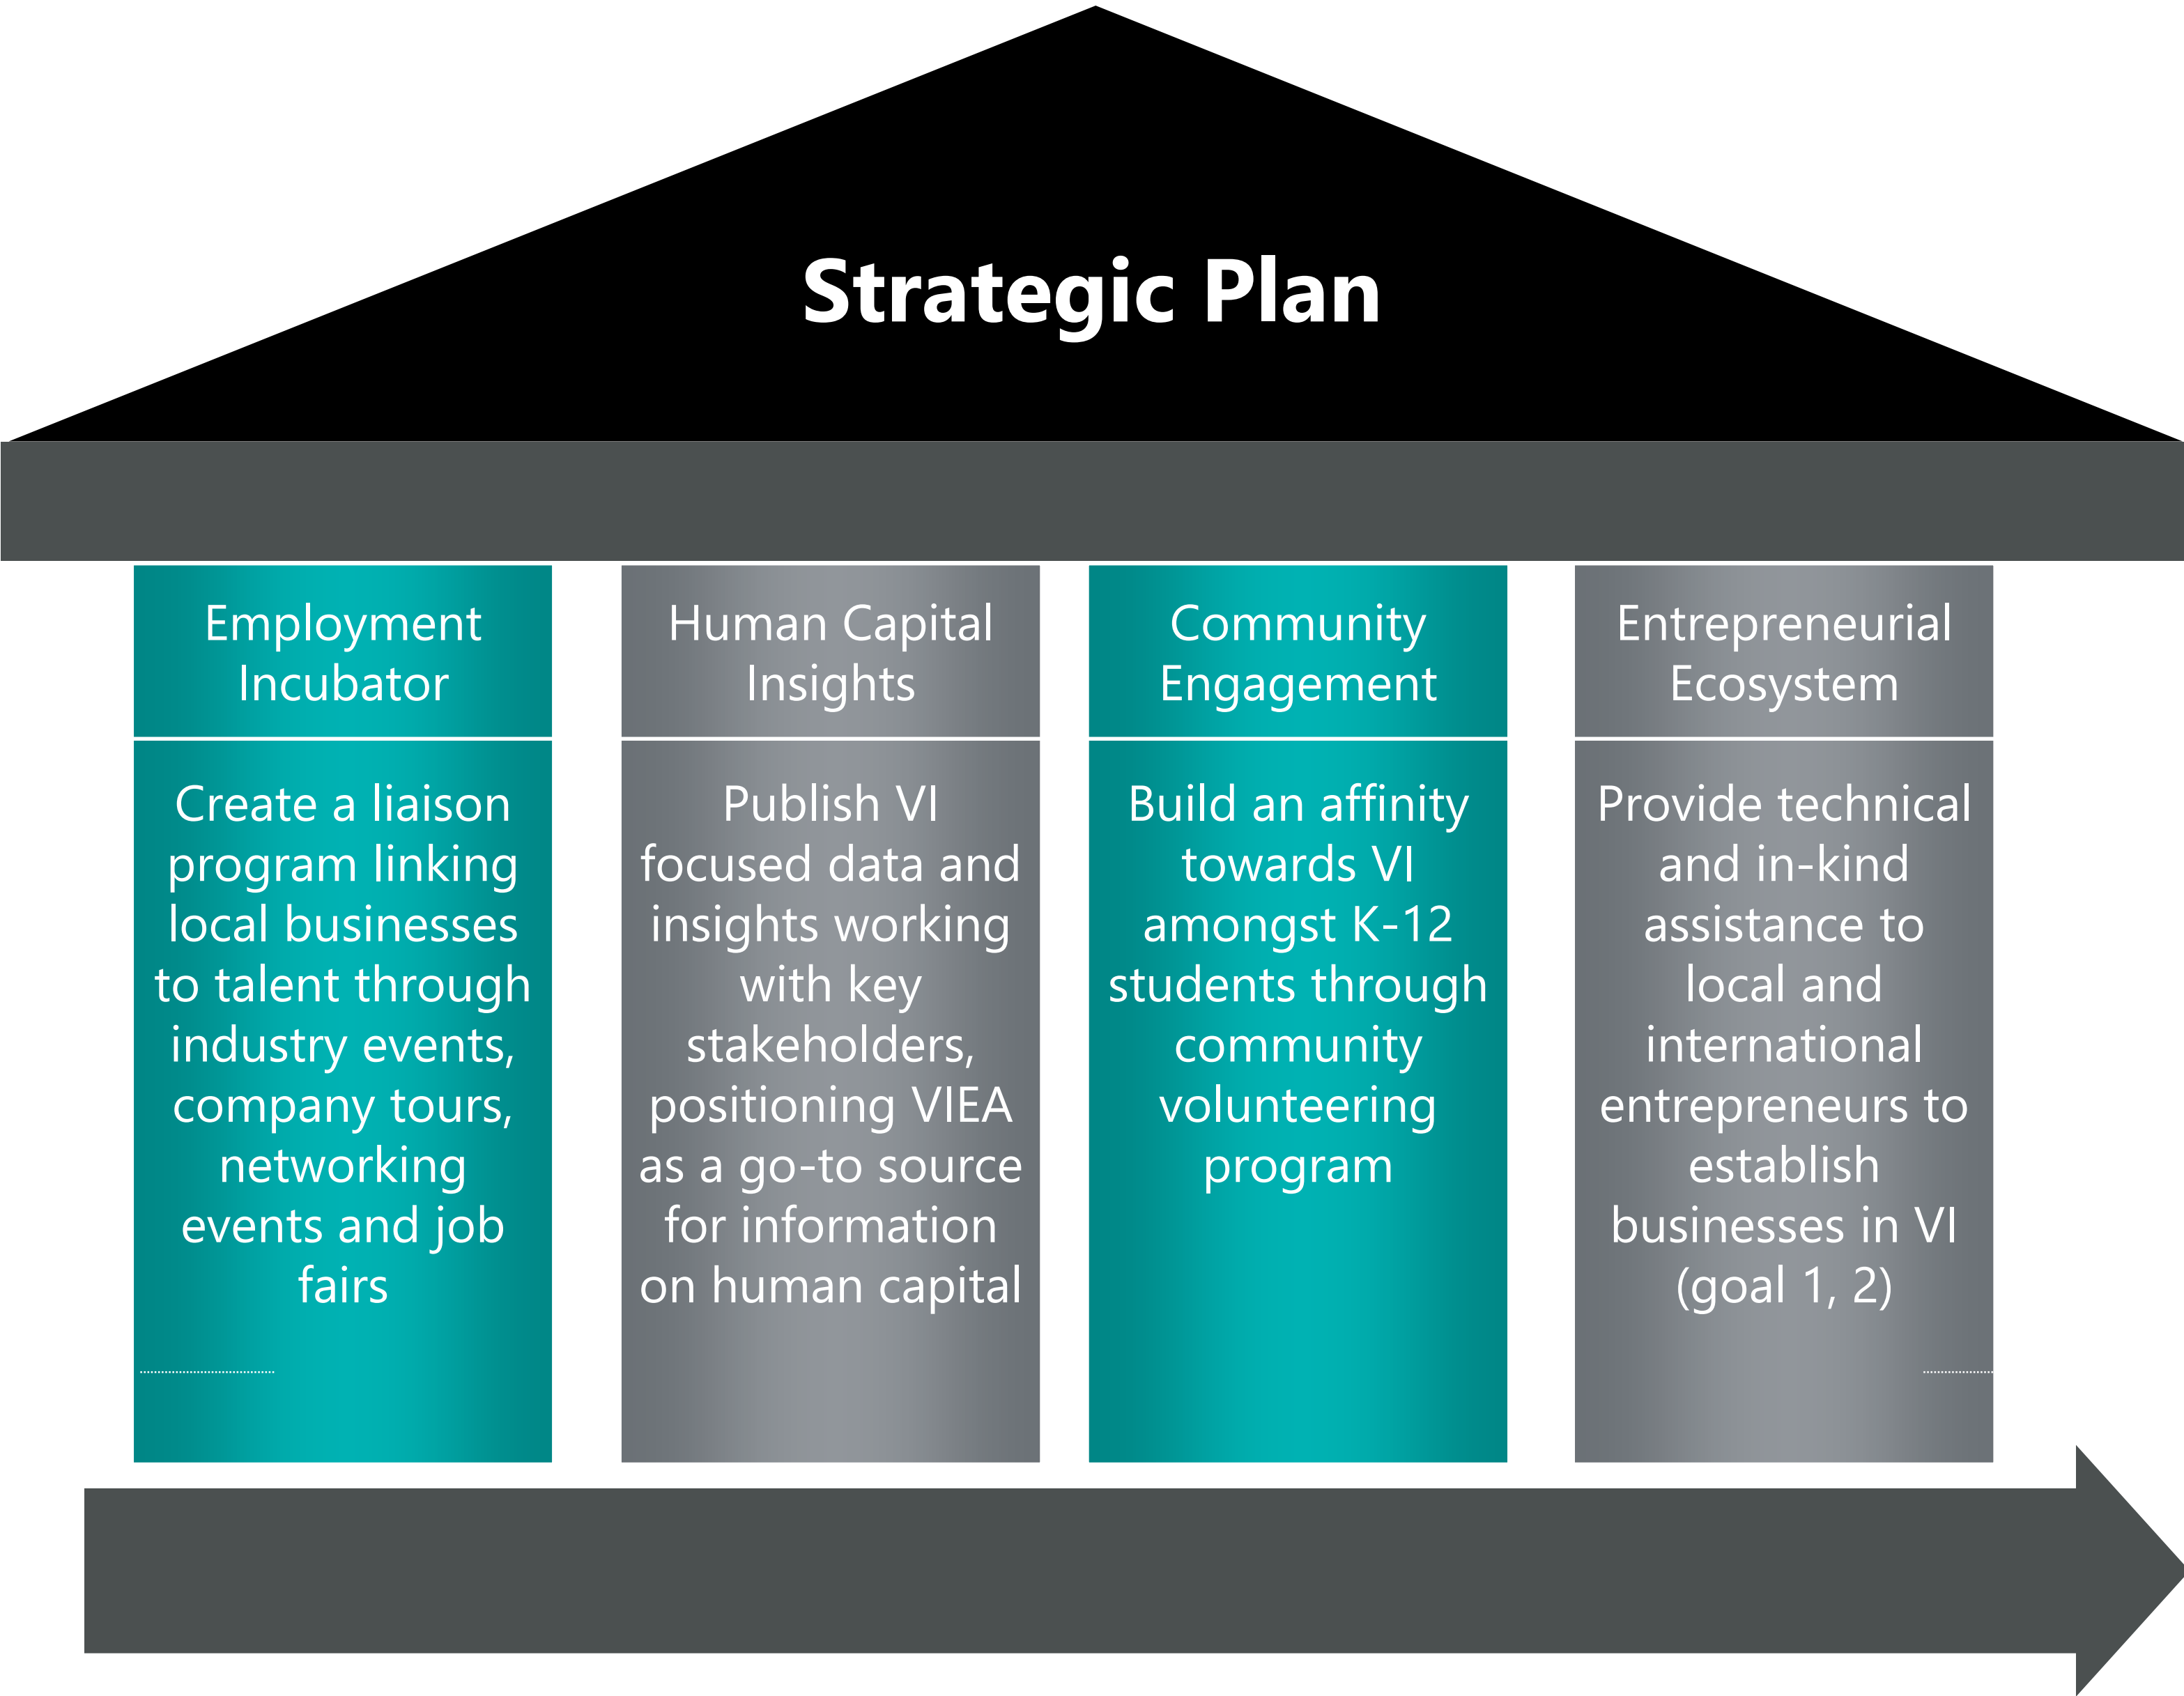 Strategic Plan
Employment
Incubator
Create a liaison
program linking
local businesses
to talent through
industry events,
company tours,
networking
events and job
fairs
Human Capital
Insights
Publish VI
focused data and
insights working
with key
stakeholders,
positioning VIEA
as a go-to source
for information
on human capital
Community
Engagement
Build an affinity
towards VI
amongst K-12
students through
community
volunteering
program
Entrepreneurial
Ecosystem
Provide technical
and in-kind
assistance to
local and
international
entrepreneurs to
establish
businesses in VI
(goal 1, 2)